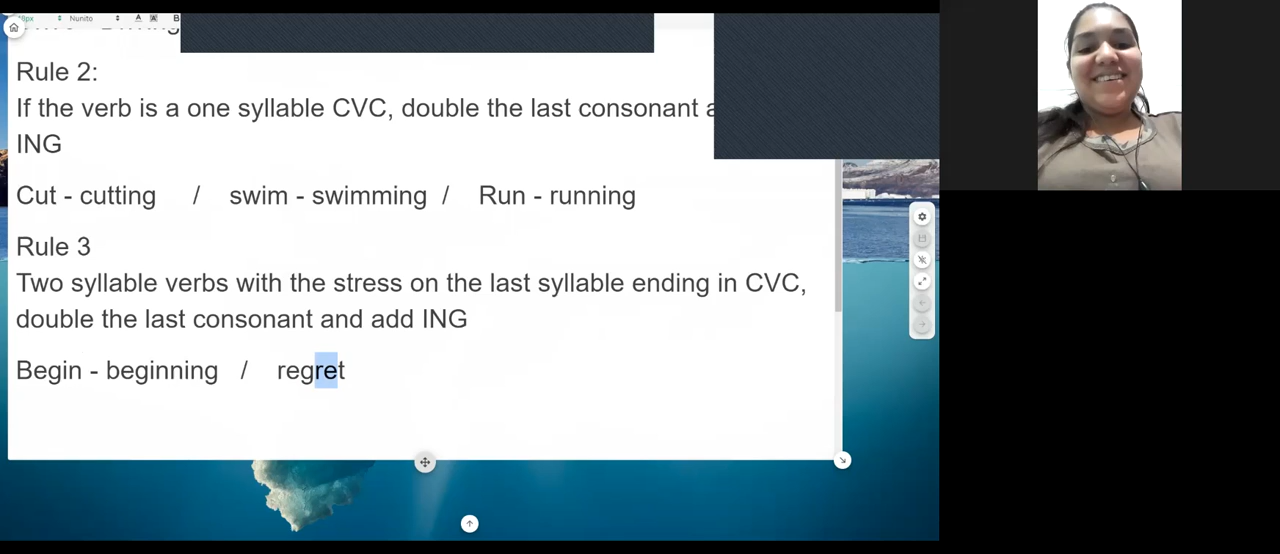 Nunito A B
Rule 2:
If the verb is a one syllable CVC, double the last consonant
ING
Cut - cutting / swim - swimming / Run - running
Rule 3
Two syllable verbs with the stress on the last syllable ending in CVC,
double the last consonant and add ING
Begin - beginning / regret